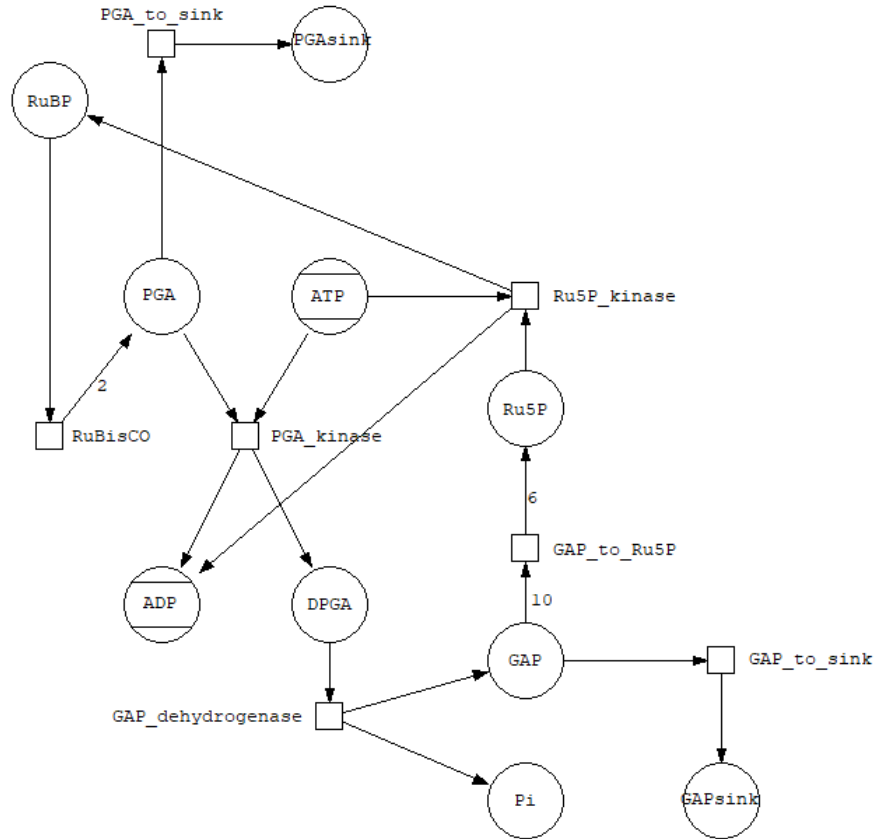 PGA_to_sink
PGAsink
RuBP
PGA
ATP
Ru5P_kinase
2
Ru5P
RuBisCO
PGA_kinase
6
GAP_to_Ru5P
ADP
DPGA
10
GAP
GAP_to_sink
GAP_dehydrogenase
Pi
GAPsink